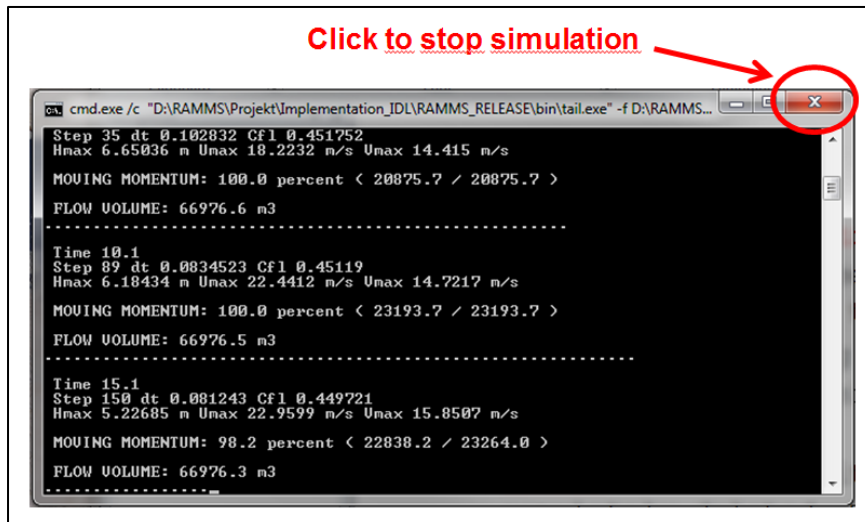 Click to stop simulation
cmd.exe /c "D:\RAMMS\Projekt\Implementation_IDL\RAMMS_RELEASE\bin\tail.exe" -f D:\RAMMS...
Step 35 dt 0.102832 Cfl 0.451752
Hmax 6.65036 m Umax 18.2232 m/s Vmax 14.415 m/s
MOVING MOMENTUM: 100.0 percent ( 20875.7 / 20875.7 )
FLOW VOLUME: 66976.6 m3
.......................................................
Time 10.1
Step 89 dt 0.0834523 Cfl 0.45119
Hmax 6.18434 m Umax 22.4412 m/s Vmax 14.7217 m/s
MOVING MOMENTUM: 100.0 percent ( 23193.7 / 23193.7 )
FLOW VOLUME: 66976.5 m3
..............................................................
Time 15.1
Step 150 dt 0.081243 Cfl 0.449721
Hmax 5.22685 m Umax 22.9599 m/s Vmax 15.8507 m/s
MOVING MOMENTUM: 98.2 percent ( 22838.2 / 23264.0 )
FLOW VOLUME: 66976.3 m3
................._